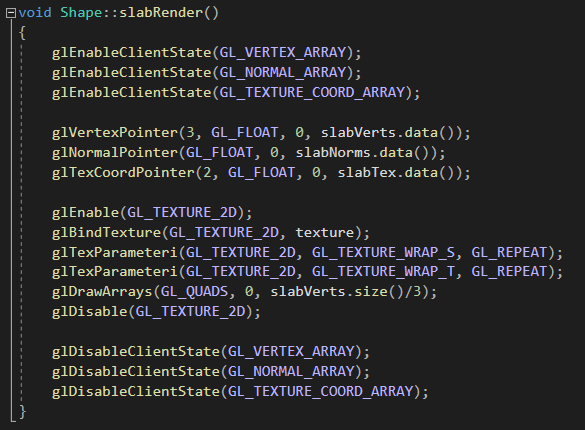 void Shape::slabRender()
{
glEnableClientState(GL_VERTEX_ARRAY);
glEnableClientState(GL_NORMAL_ARRAY);
glEnableClientState(GL_TEXTURE_COORD_ARRAY);
glVertexPointer(3, GL_FLOAT, 0, slabVerts.data());
glNormalPointer(GL_FLOAT, 0, slabNorms.data());
glTexCoordPointer(2, GL_FLOAT, 0, slabTex.data());
glEnable(GL_TEXTURE_2D);
glBindTexture(GL_TEXTURE_2D, texture);
glTexParameteri(GL_TEXTURE_2D, GL_TEXTURE_WRAP_S, GL_REPEAT);
glTexParameteri(GL_TEXTURE_2D, GL_TEXTURE_WRAP_T, GL_REPEAT);
glDrawArrays(GL_QUADS, 0, slabVerts.size()/3);
glDisable(GL_TEXTURE_2D);
glDisableClientState(GL_VERTEX_ARRAY);
glDisableClientState(GL_NORMAL_ARRAY);
glDisableClientState(GL_TEXTURE_COORD_ARRAY);
}